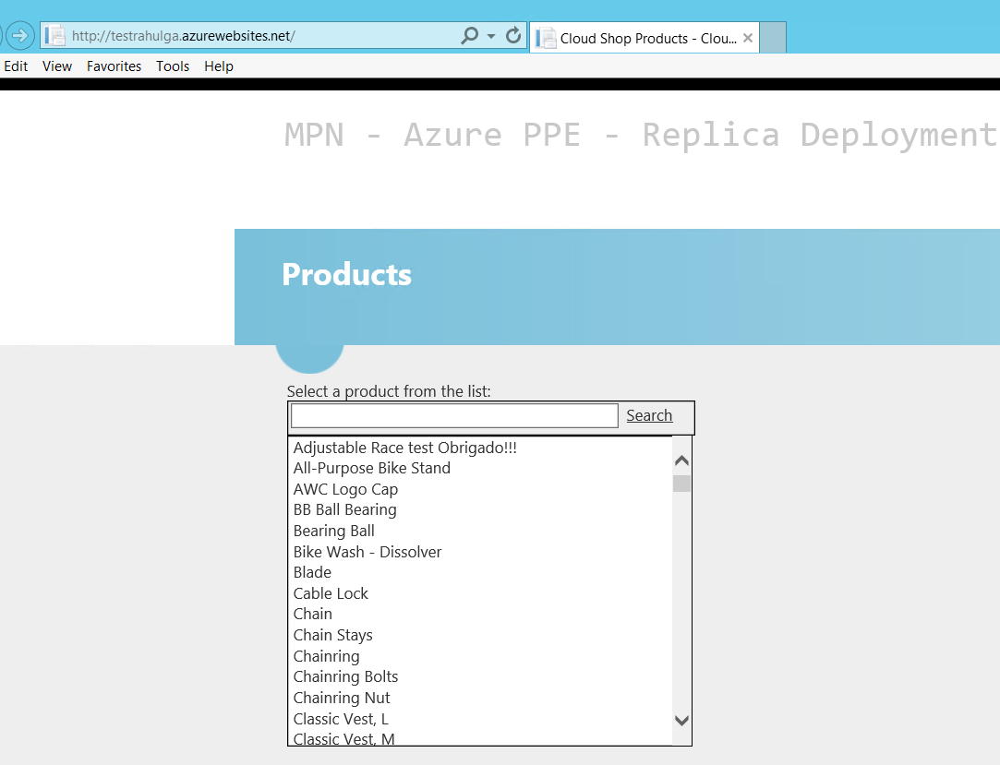 http://testrahulga.azurewebsites.net/
Cloud Shop Products - Clou...
Edit View Favorites Tools Help
MPN - Azure PPE - Replica Deployment
Products
Select a product from the list:
Search
Adjustable Race test Obrigado!!!
All-Purpose Bike Stand
AWC Logo Cap
BB Ball Bearing
Bearing Ball
Bike Wash - Dissolver
Blade
Cable Lock
Chain
Chain Stays
Chainring
Chainring Bolts
Chainring Nut
Classic Vest, L
Classic Vest, M